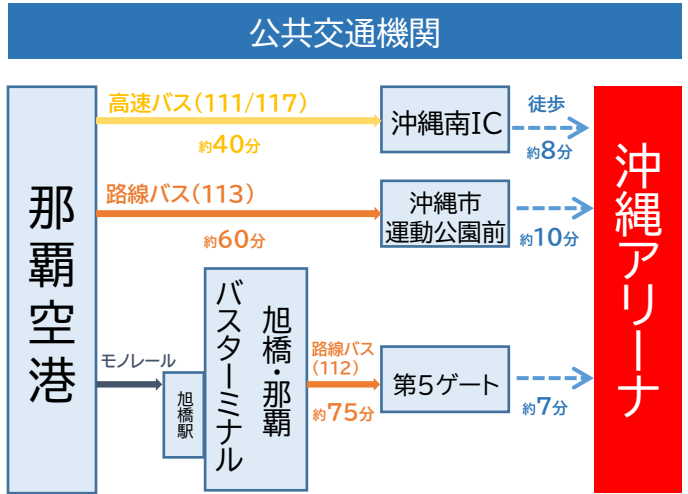 公共交通機関
那覇空港
高速バス(111/117)
約40分
沖縄南IC
徒歩
約8分
路線バス(113)
約60分
沖縄市
運動公園前
約10分
モノレール
旭橋駅
旭橋・那覇
バスターミナル
路線バス
(112)
約75分
第5ゲート
約7分
沖縄アリーナ